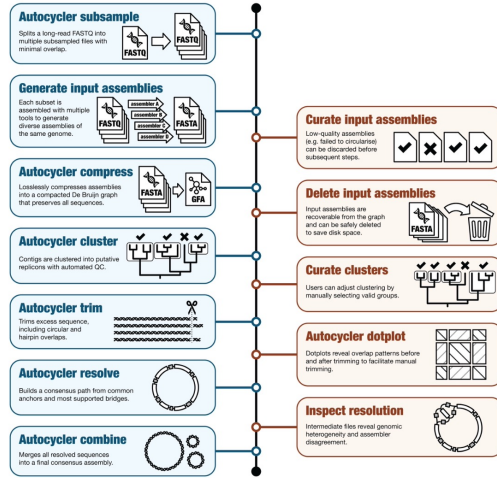 Autocycler subsample
Splits a long-read FASTQ into
multiple subsampled files with
minimal overlap.
FASTQ
FASTQ
Generate input assemblies
Each subset is
assembled with multiple
tools to generate
diverse assemblies of
the same genome.
FASTQ
assembler A
assembler B
assembler C
assembler D
FASTA
Curate input assemblies
Low-quality assemblies
(e.g. failed to circularise)
can be discarded before
subsequent steps.
Autocycler compress
Losslessly compresses assemblies
into a compacted De Bruijn graph
that preserves all sequences.
FASTA
GFA
Delete input assemblies
Input assemblies are
recoverable from the graph
and can be safely deleted
to save disk space.
FASTA
Autocycler cluster
Contigs are clustered into putative
replicons with automated QC.
Curate clusters
Users can adjust clustering by
manually selecting valid groups.
Autocycler trim
Trims excess sequence,
including circular and
hairpin overlaps.
Autocycler dotplot
Dotplots reveal overlap patterns before
and after trimming to facilitate manual
trimming.
Autocycler resolve
Builds a consensus path from common
anchors and most supported bridges.
Inspect resolution
Intermediate files reveal genomic
heterogeneity and assembler
disagreement.
Autocycler combine
Merges all resolved sequences
into a final consensus assembly.